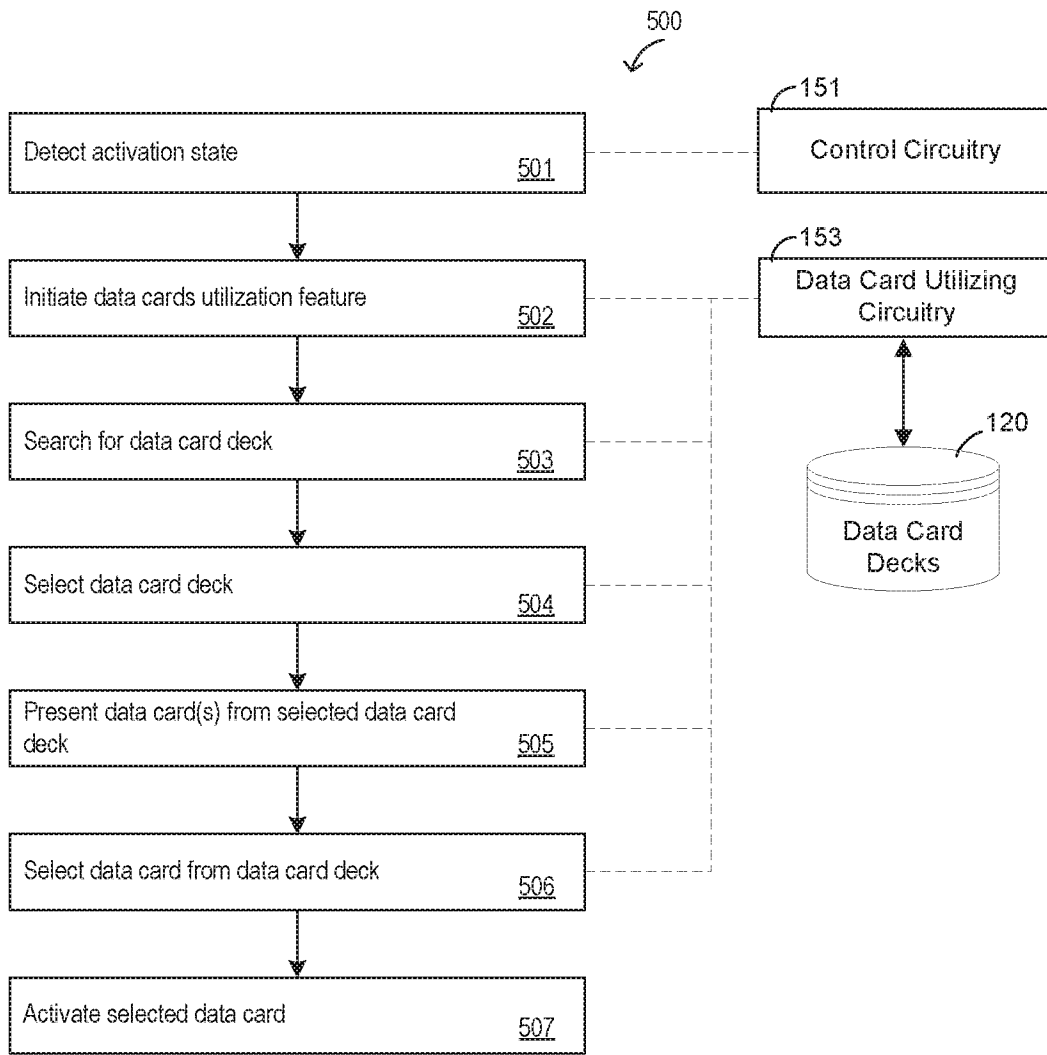 500
Detect activation state
501
151
Control Circuitry
Initiate data cards utilization feature
502
153
Data Card Utilizing
Circuitry
Search for data card deck
503
120
Data Card
Decks
Select data card deck
504
Present data card(s) from selected data card
deck
505
Select data card from data card deck
506
Activate selected data card
507